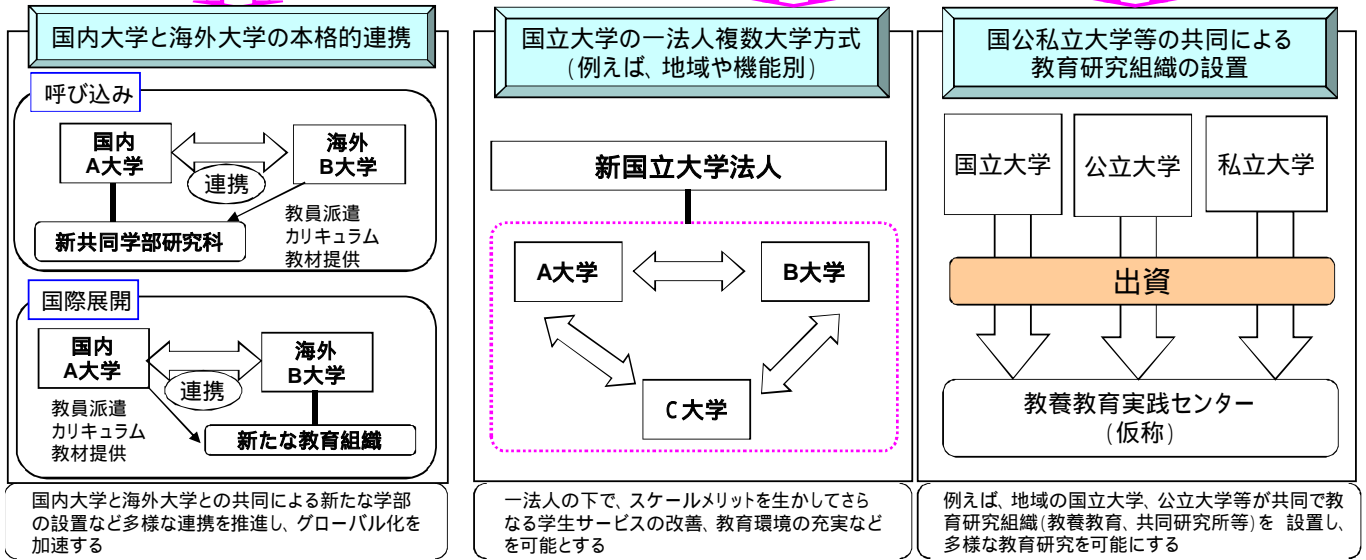 国内大学と海外大学の本格的連携
呼び込み
国内
A大学
海外
B大学
連携
教員派遣
カリキュラム
教材提供
新共同学部研究科
国際展開
国内
A大学
海外
B大学
連携
教員派遣
カリキュラム
教材提供
新たな教育組織
国内大学と海外大学との共同による新たな学部
の設置など多様な連携を推進し、グローバル化を
加速する
国立大学の一法人複数大学方式
(例えば、地域や機能別)
新国立大学法人
A大学
B大学
C大学
一法人の下で、スケールメリットを生かしてさら
なる学生サービスの改善、教育環境の充実など
を可能とする
国公私立大学等の共同による
教育研究組織の設置
国立大学
公立大学
私立大学
出資
教養教育実践センター
(仮称)
例えば、地域の国立大学、公立大学等が共同で教
育研究組織(教養教育、共同研究所等)を 設置し、
多様な教育研究を可能にする